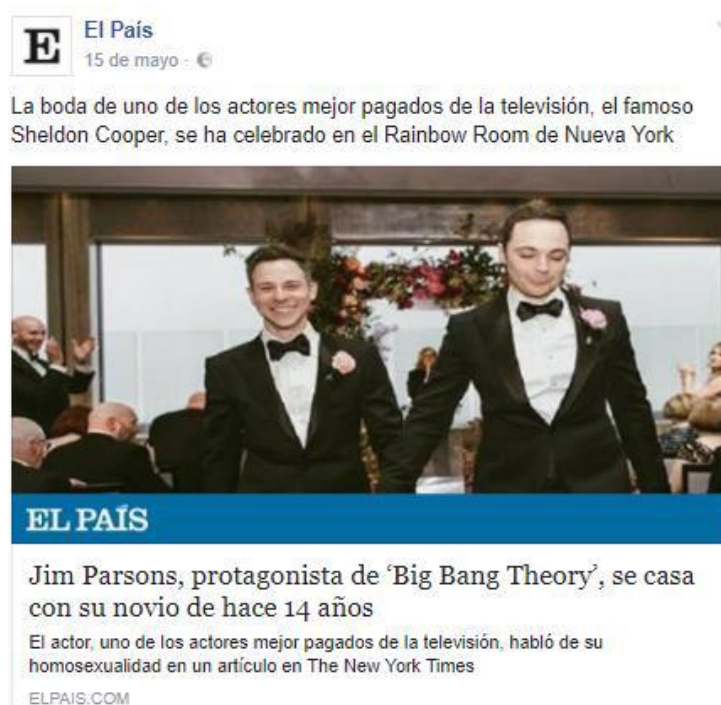 E
El País
15 de mayo ·
La boda de uno de los actores mejor pagados de la televisión, el famoso
Sheldon Cooper, se ha celebrado en el Rainbow Room de Nueva York
EL PAÍS
Jim Parsons, protagonista de ‘Big Bang Theory’, se casa
con su novio de hace 14 años
El actor, uno de los actores mejor pagados de la televisión, habló de su
homosexualidad en un artículo en The New York Times
ELPAIS.COM